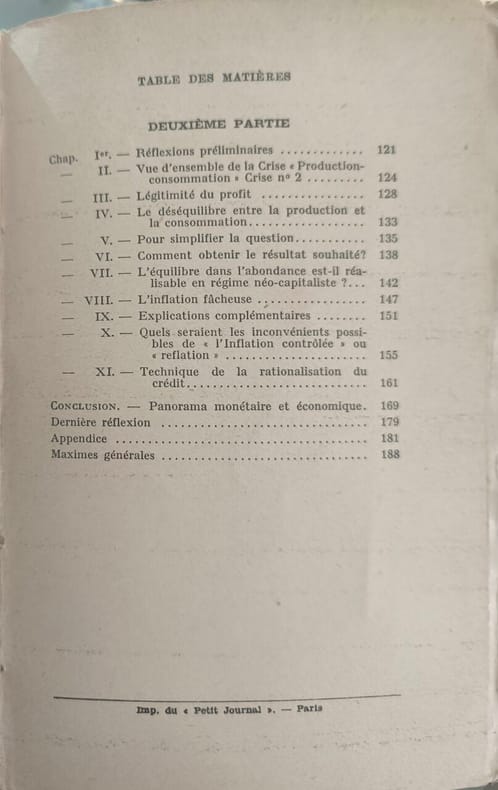 TABLE DES MATIÈRES
DEUXIÈME PARTIE
Chap. Ier. — Réflexions préliminaires ............. 121
— II. — Vue d'ensemble de la Crise « Production-
consommation » Crise nº 2 ......... 124
— III. — Légitimité du profit ................ 128
— IV. — Le déséquilibre entre la production et
la consommation.................. 133
— V. — Pour simplifier la question........... 135
— VI. — Comment obtenir le résultat souhaité? 138
— VII. — L'équilibre dans l'abondance est-il réa-
lisable en régime néo-capitaliste ?... 142
— VIII. — L'inflation fâcheuse ................. 147
— IX. — Explications complémentaires ........ 151
— X. — Quels seraient les inconvénients possi-
bles de « l'Inflation contrôlée » ou
« reflation » ...................... 155
— XI. — Technique de la rationalisation du
crédit............................ 161
CONCLUSION. — Panorama monétaire et économique. 169
Dernière réflexion ................................ 179
Appendice ....................................... 181
Maximes générales ................................ 188
Imp. du « Petit Journal ». — Paris